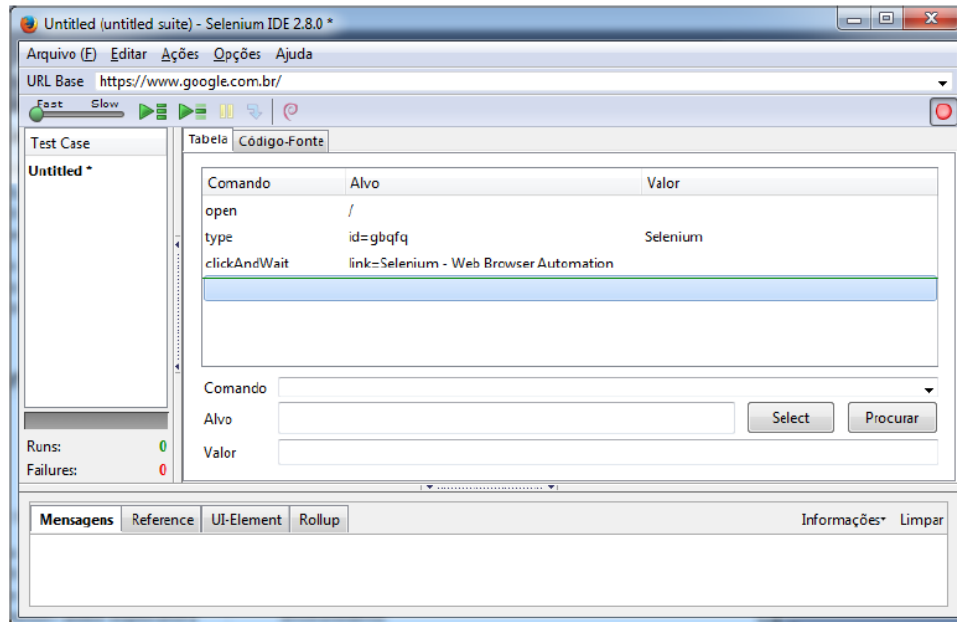 Untitled (untitled suite) - Selenium IDE 2.8.0 *
Arquivo (F) Editar Ações Opções Ajuda
URL Base https://www.google.com.br/
Fast Slow
Test Case
Tabela Código-Fonte
Untitled *
Comando Alvo Valor
open /
type id=gbqfq Selenium
clickAndWait link=Selenium - Web Browser Automation
Comando
Alvo Select Procurar
Valor
Runs: 0
Failures: 0
Mensagens Reference UI-Element Rollup Informações Limpar